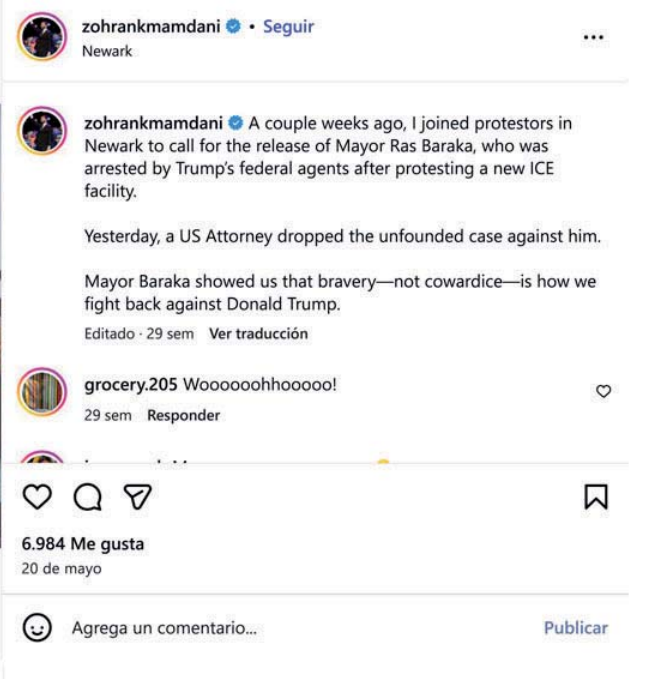 zohrankmamdani • Seguir
Newark
zohrankmamdani A couple weeks ago, I joined protestors in
Newark to call for the release of Mayor Ras Baraka, who was
arrested by Trump's federal agents after protesting a new ICE
facility.
Yesterday, a US Attorney dropped the unfounded case against him.
Mayor Baraka showed us that bravery—not cowardice—is how we
fight back against Donald Trump.
Editado · 29 sem Ver traducción
grocery.205 Woooooohhooooo!
29 sem Responder
6.984 Me gusta
20 de mayo
Agrega un comentario... Publicar